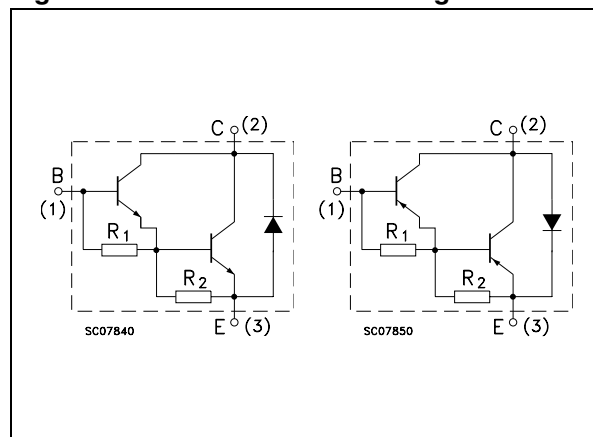 C (2)
B
(1)
R1
R2
SC07840
E (3)
C (2)
B
(1)
R1
R2
SC07850
E (3)